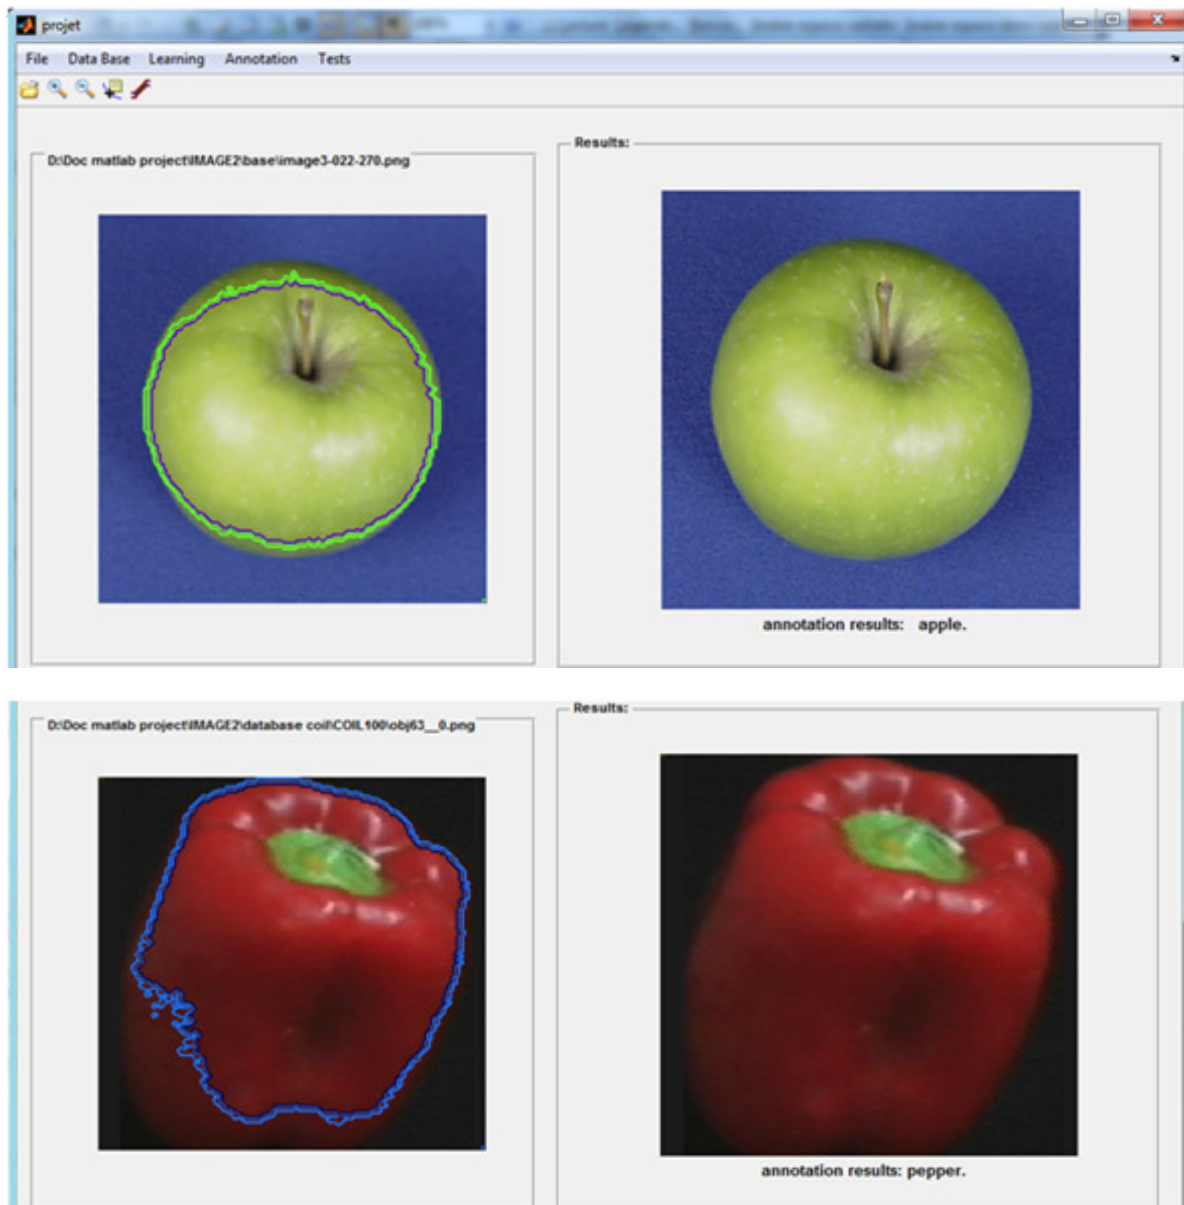 projet
File Data Base Learning Annotation Tests
D:\Doc matlab project\IMAGE2\base\image3-022-270.png
Results:
annotation results: apple.
D:\Doc matlab project\IMAGE2\database coil\COIL100\obj63__0.png
Results:
annotation results: pepper.